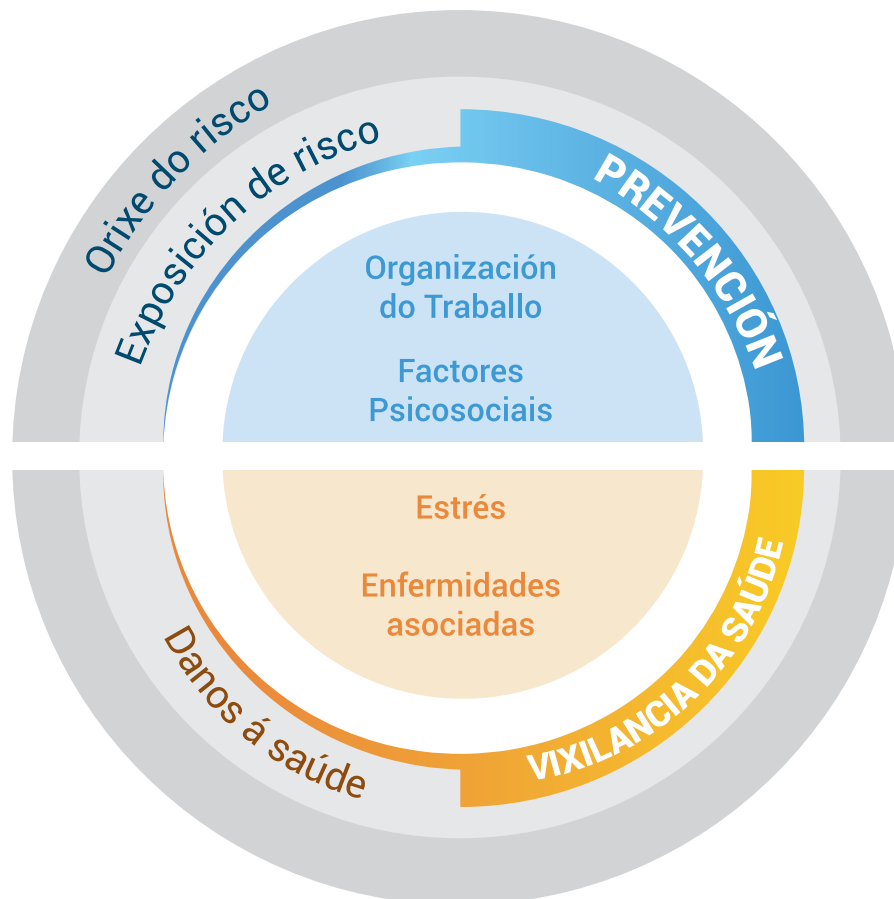 Orixe do risco
Exposición de risco
PREVENCIÓN
Organización
do Traballo
Factores
Psicosociais
Estrés
Enfermidades
asociadas
Danos á saúde
VIXILANCIA DA SAÚDE